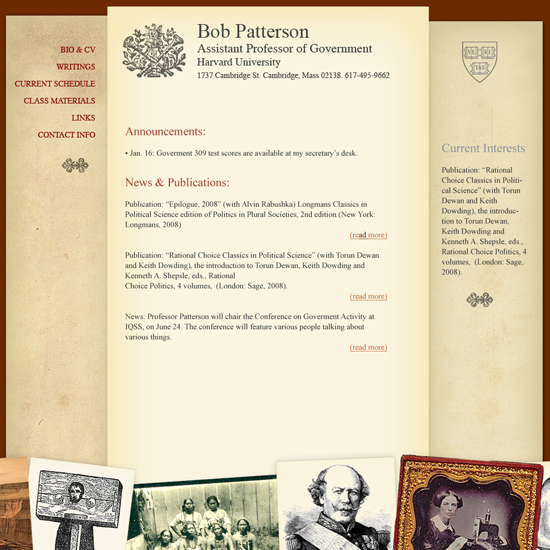 Bob Patterson
Assistant Professor of Government
Harvard University
1737 Cambridge St. Cambridge, Mass 02138. 617-495-9662
BIO & CV
WRITINGS
CURRENT SCHEDULE
CLASS MATERIALS
LINKS
CONTACT INFO
Announcements:
• Jan. 16: Goverment 309 test scores are available at my secretary's desk.
News & Publications:
Publication: “Epilogue, 2008” (with Alvin Rabushka) Longmans Classics in
Political Science edition of Politics in Plural Societies, 2nd edition (New York:
Longmans, 2008)
(read more)
Publication: “Rational Choice Classics in Political Science” (with Torun Dewan
and Keith Dowding), the introduction to Torun Dewan, Keith Dowding and
Kenneth A. Shepsle, eds., Rational
Choice Politics, 4 volumes, (London: Sage, 2008).
(read more)
News: Professor Patterson will chair the Conference on Goverment Activity at
IQSS, on June 24. The conference will feature various people talking about
various things.
(read more)
VE RI
TAS
Current Interests
Publication: “Rational
Choice Classics in Politi-
cal Science” (with Torun
Dewan and Keith
Dowding), the introduc-
tion to Torun Dewan,
Keith Dowding and
Kenneth A. Shepsle, eds.,
Rational Choice Politics, 4
volumes, (London: Sage,
2008).